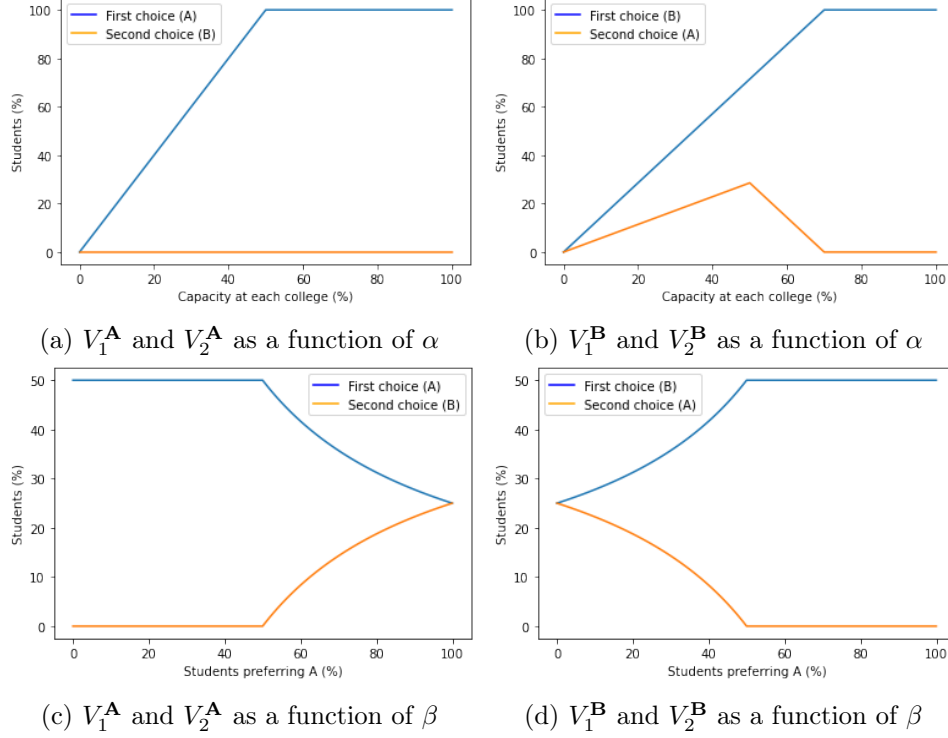 First choice (A)
Second choice (B)
100
80
60
40
20
0
Students (%)
0 20 40 60 80 100
Capacity at each college (%)
(a) V₁ᴬ and V₂ᴬ as a function of α
First choice (B)
Second choice (A)
100
80
60
40
20
0
Students (%)
0 20 40 60 80 100
Capacity at each college (%)
(b) V₁ᴮ and V₂ᴮ as a function of α
First choice (A)
Second choice (B)
50
40
30
20
10
0
Students (%)
0 20 40 60 80 100
Students preferring A (%)
(c) V₁ᴬ and V₂ᴬ as a function of β
First choice (B)
Second choice (A)
50
40
30
20
10
0
Students (%)
0 20 40 60 80 100
Students preferring A (%)
(d) V₁ᴮ and V₂ᴮ as a function of β